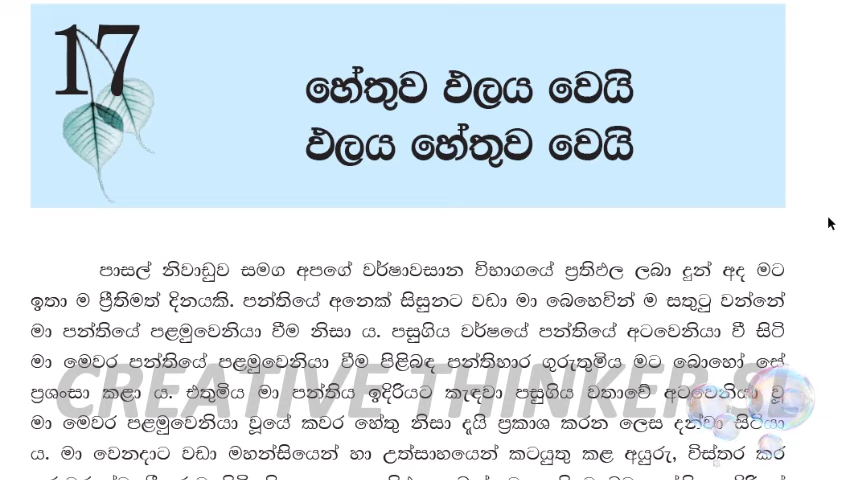 17
හේතුව ඵලය වෙයි
ඵලය හේතුව වෙයි
පාසල් නිවාඩුව සමග අපගේ වර්ෂාවසාන විභාගයේ ප්‍රතිඵල ලබා දුන් අද මට
ඉතා ම ප්‍රීතිමත් දිනයකි. පන්තියේ අනෙක් සිසුනට වඩා මා බෙහෙවින් ම සතුටු වන්නේ
මා පන්තියේ පළමුවෙනියා වීම නිසා ය. පසුගිය වර්ෂයේ පන්තියේ අටවෙනියා වී සිටි
මා මෙවර පන්තියේ පළමුවෙනියා වීම පිළිබඳ පන්තිභාර ගුරුතුමිය මට බොහෝ සේ
ප්‍රශංසා කළා ය. එතුමිය මා පන්තිය ඉදිරියට කැඳවා පසුගිය වතාවේ අටවෙනියා වූ
CREATIVE THINKER SL
මා මෙවර පළමුවෙනියා වූයේ කවර හේතු නිසා දැයි ප්‍රකාශ කරන ලෙස දන්වා සිටියා
ය. මා වෙනදාට වඩා මහන්සියෙන් හා උත්සාහයෙන් කටයුතු කළ අයුරු, විස්තර කර